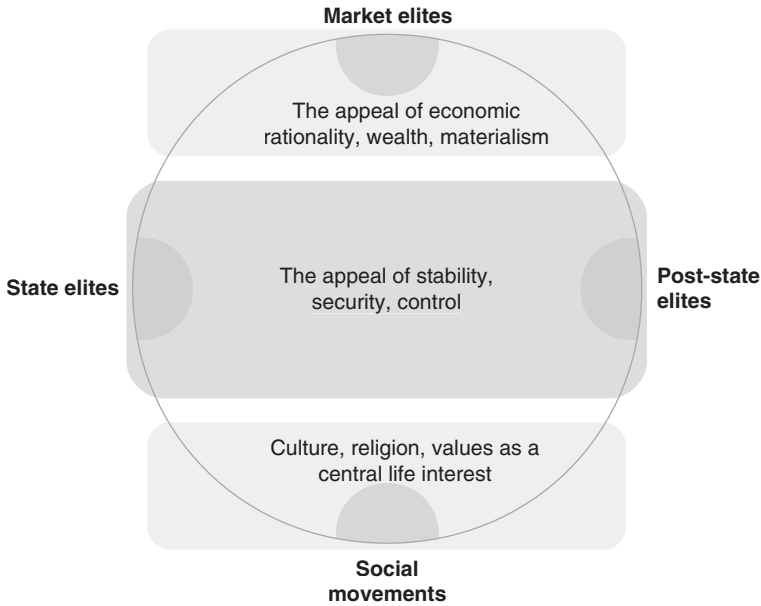 Market elites
The appeal of economic
rationality, wealth, materialism
State elites
The appeal of stability,
security, control
Post-state
elites
Culture, religion, values as a
central life interest
Social
movements